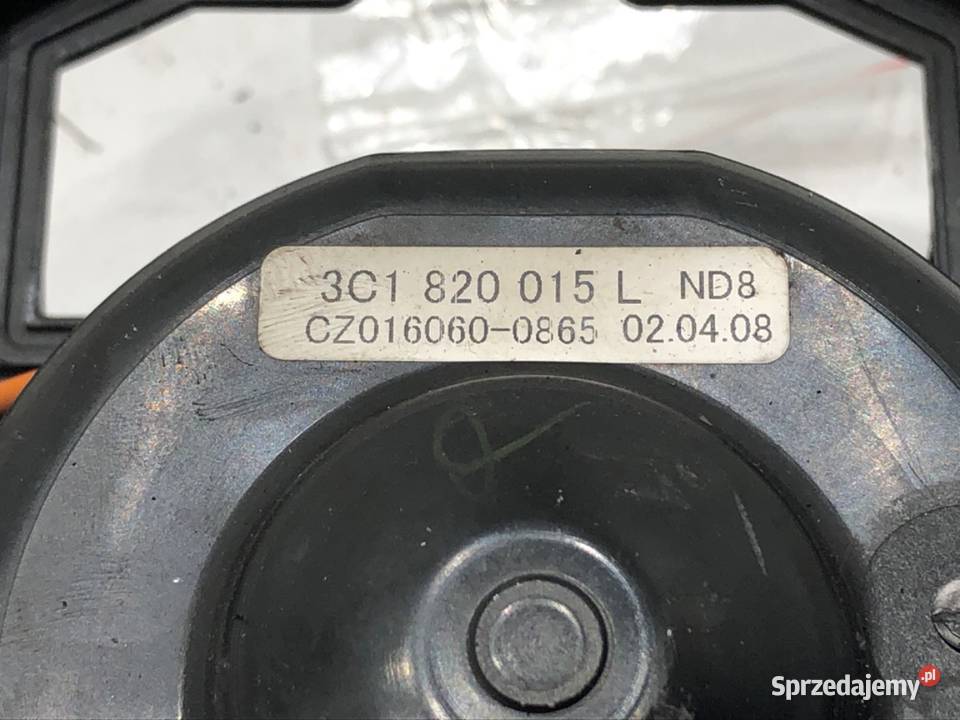 3C1 820 015 L ND8
CZ016060-0865 02.04.08
Sprzedajemy.pl